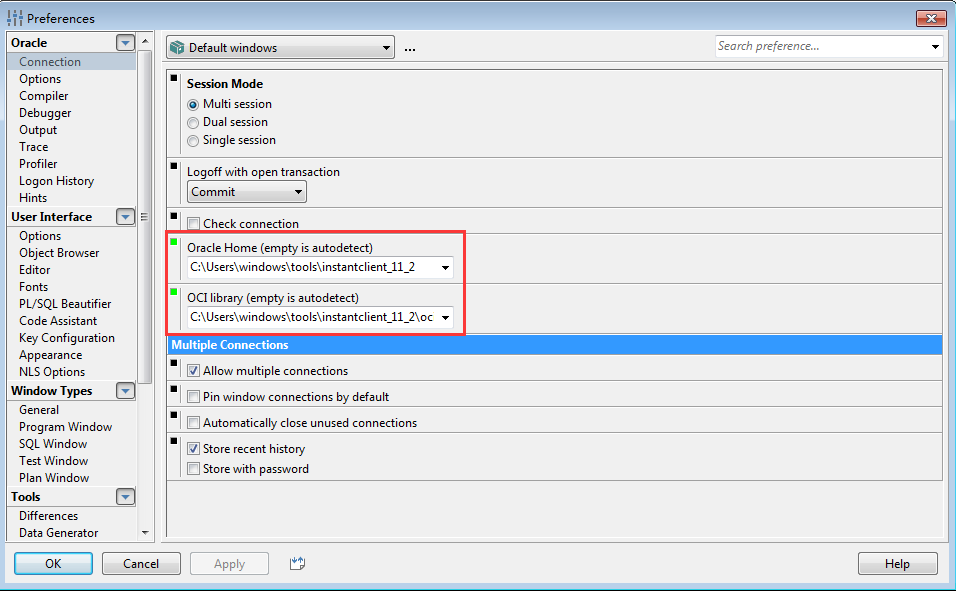 Preferences
Oracle
Connection
Options
Compiler
Debugger
Output
Trace
Profiler
Logon History
Hints
User Interface
Options
Object Browser
Editor
Fonts
PL/SQL Beautifier
Code Assistant
Key Configuration
Appearance
NLS Options
Window Types
General
Program Window
SQL Window
Test Window
Plan Window
Tools
Differences
Data Generator
Default windows
...
Search preference...
Session Mode
Multi session
Dual session
Single session
Logoff with open transaction
Commit
Check connection
Oracle Home (empty is autodetect)
C:\Users\windows\tools\instantclient_11_2
OCI library (empty is autodetect)
C:\Users\windows\tools\instantclient_11_2\oc
Multiple Connections
Allow multiple connections
Pin window connections by default
Automatically close unused connections
Store recent history
Store with password
OK
Cancel
Apply
Help